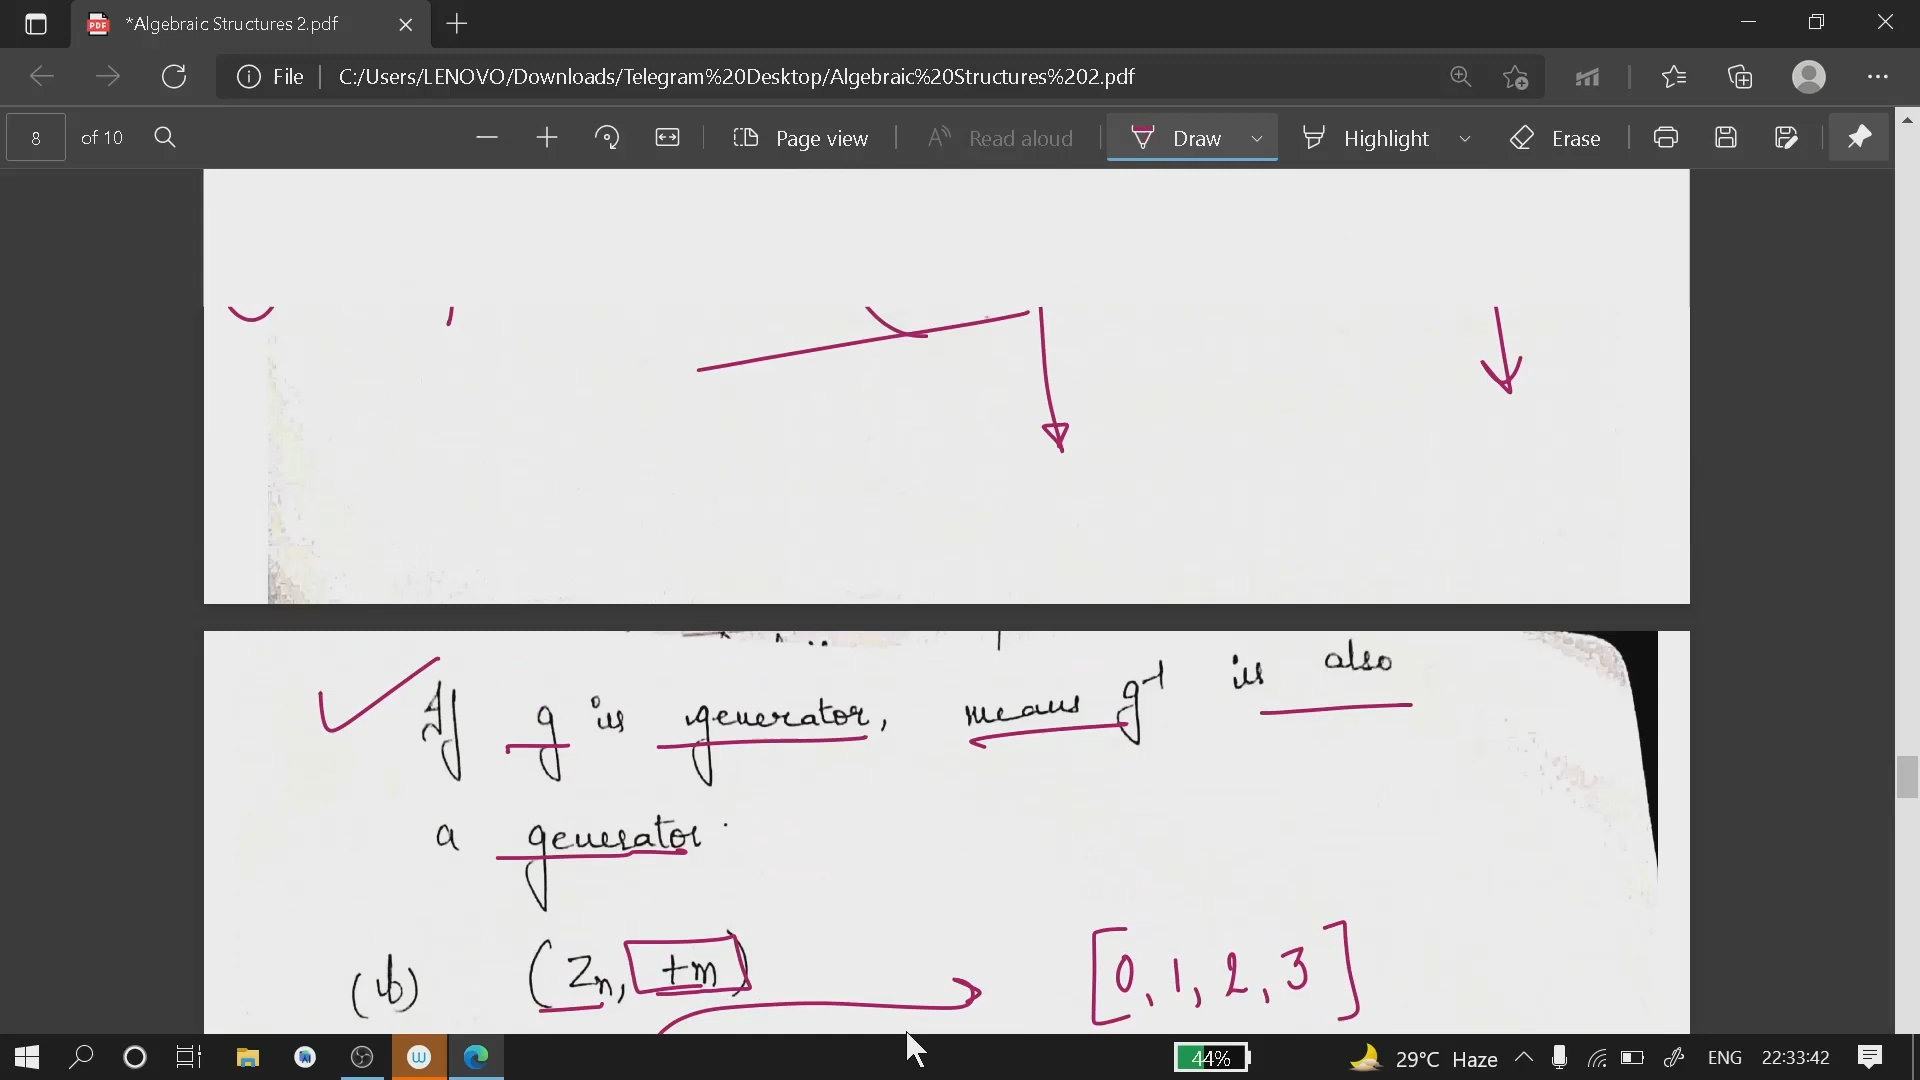 *Algebraic Structures 2.pdf
File
C:/Users/LENOVO/Downloads/Telegram%20Desktop/Algebraic%20Structures%202.pdf
8 of 10
Page view
Read aloud
Draw
Highlight
Erase
If g is generator, means g⁻¹ is also
a generator.
(b) (Zn, +m) [0, 1, 2, 3]
44%
29°C Haze
ENG
22:33:42